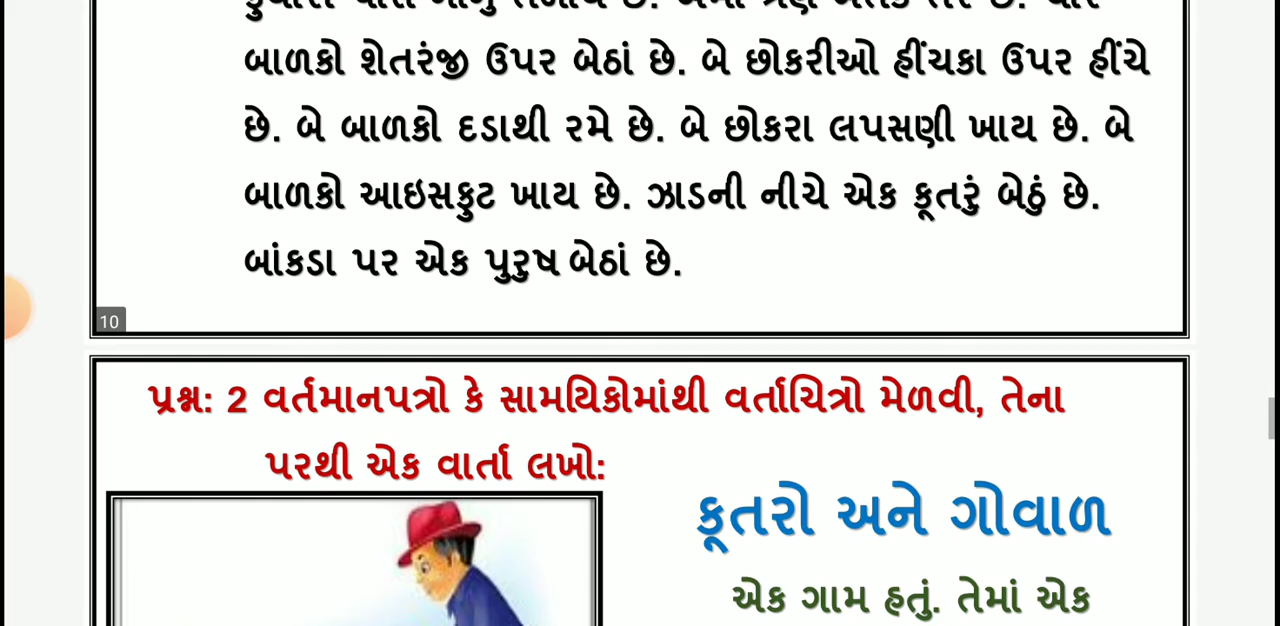 બાળકો શેતરંજી ઉપર બેઠાં છે. બે છોકરીઓ હીંચકા ઉપર હીંચે
છે. બે બાળકો દડાથી રમે છે. બે છોકરા લપસણી ખાય છે. બે
બાળકો આઇસફ્રુટ ખાય છે. ઝાડની નીચે એક કૂતરું બેઠું છે.
બાંકડા પર એક પુરુષ બેઠાં છે.
10
પ્રશ્ન: 2 વર્તમાનપત્રો કે સામયિકોમાંથી વર્તાચિત્રો મેળવી, તેના
પરથી એક વાર્તા લખો:
કૂતરો અને ગોવાળ
એક ગામ હતું. તેમાં એક